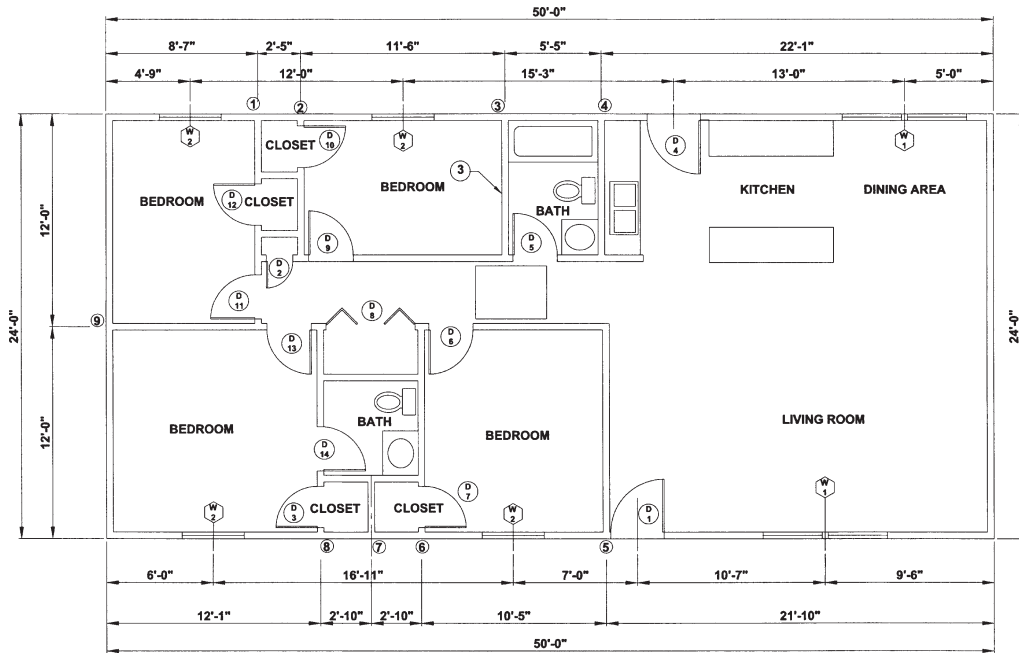 50'-0"
8'-7" 2'-5" 11'-6" 5'-5" 22'-1"
4'-9" 12'-0" 15'-3" 13'-0" 5'-0"
1 2 3 4
W 2
W 2
D 4
W 1
CLOSET
D 10
3
BEDROOM
D 12
CLOSET
BEDROOM
BATH
KITCHEN
DINING AREA
12'-0"
D 9
D 5
D 2
D 11
9
D 8
24'-0"
24'-0"
D 13
D 6
12'-0"
BEDROOM
BATH
BEDROOM
LIVING ROOM
D 14
D 7
W 1
W 2
D 3
CLOSET
CLOSET
W 2
D 1
8 7 6 5
6'-0" 16'-11" 7'-0" 10'-7" 9'-6"
12'-1" 2'-10" 2'-10" 10'-5" 21'-10"
50'-0"